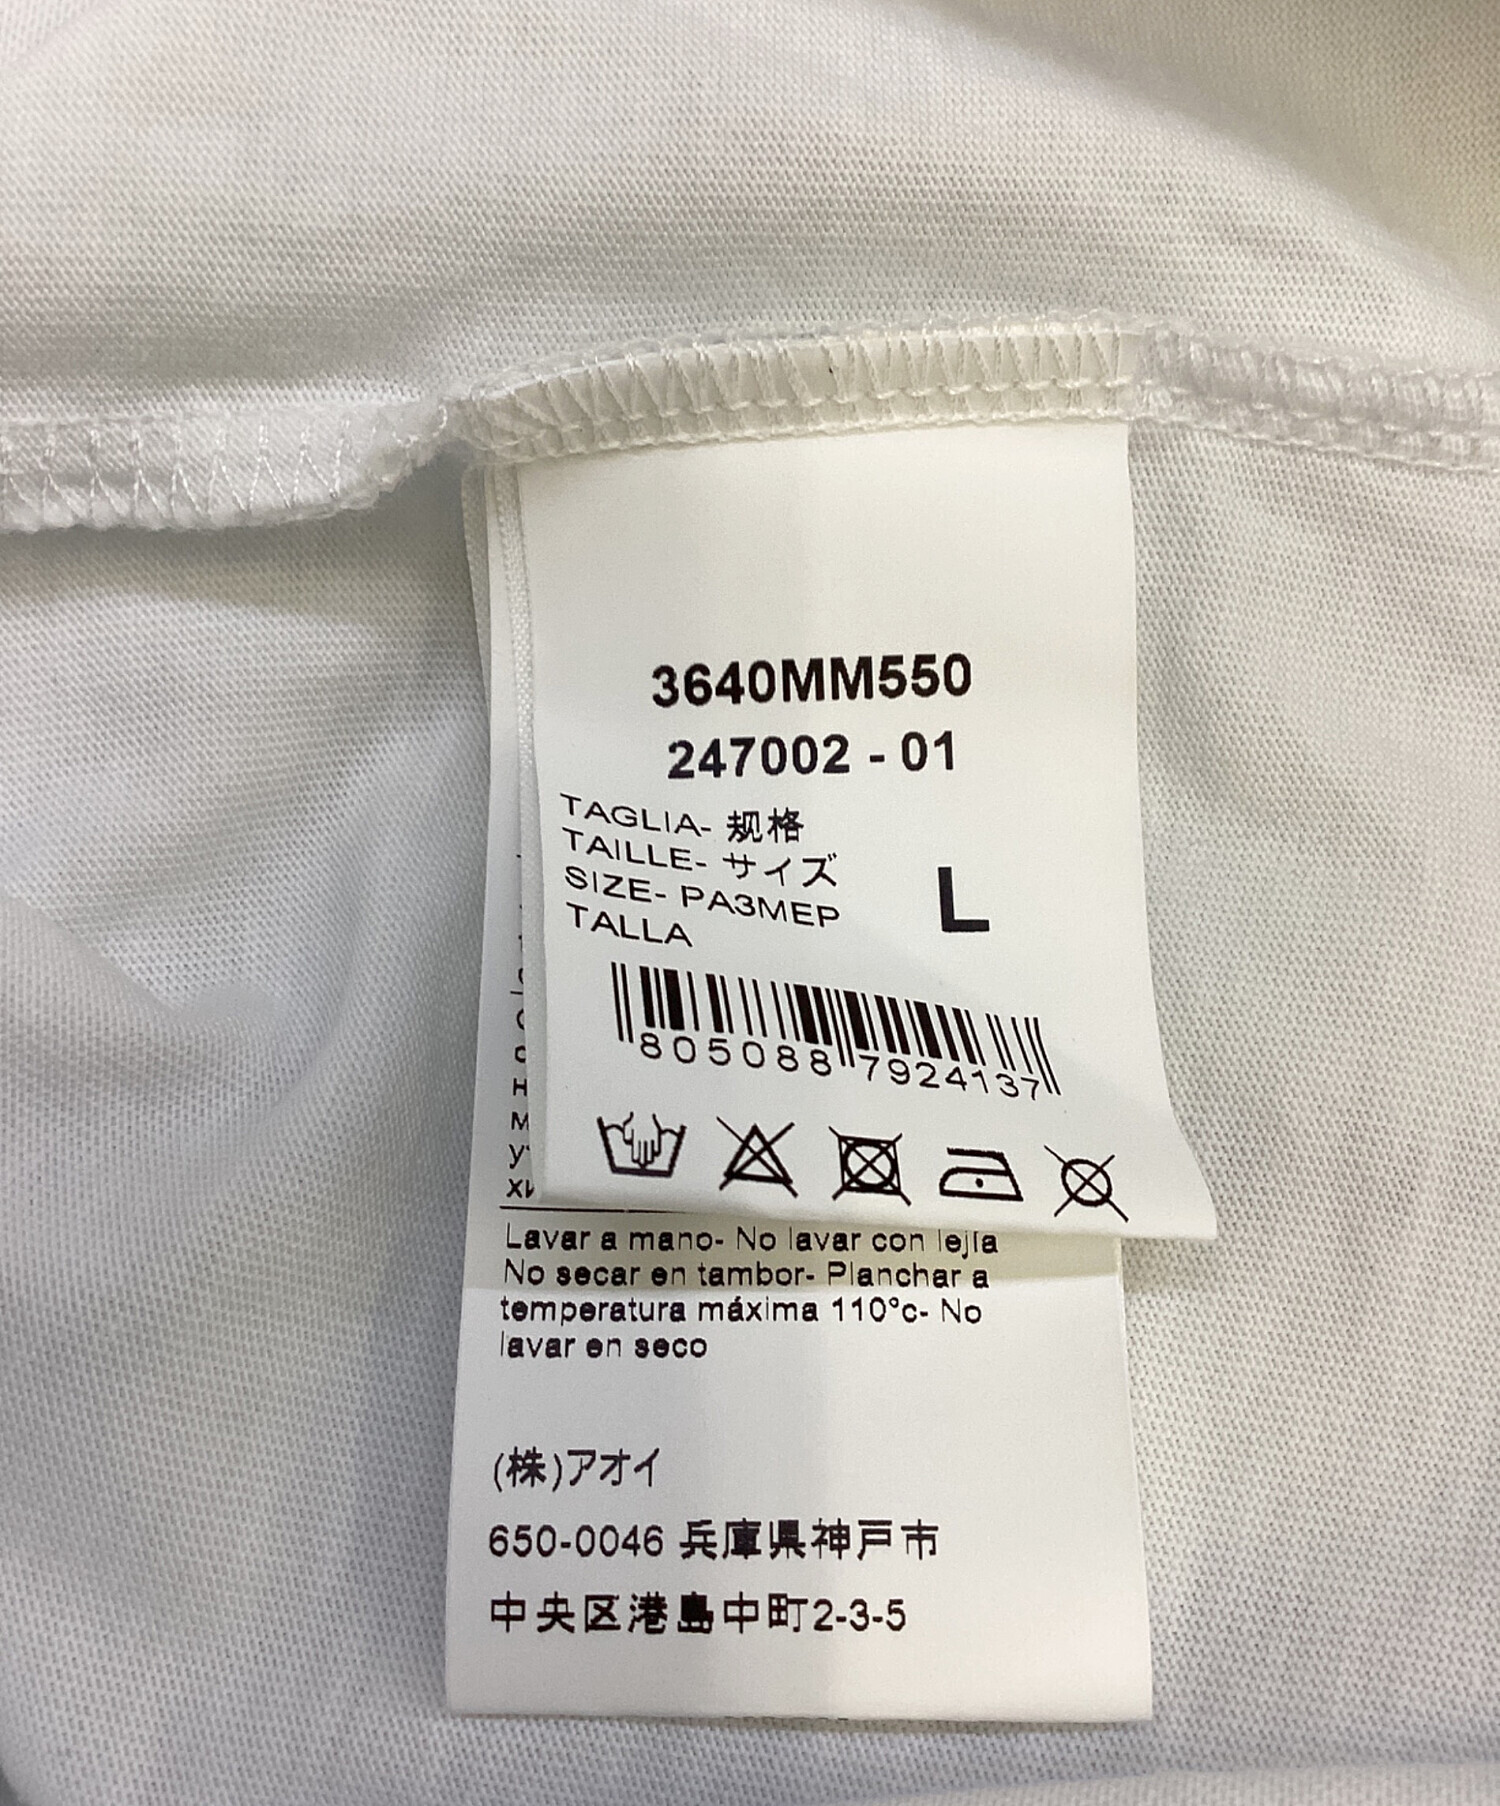 3640MM550
247002 - 01
TAGLIA- 规格
TAILLE- サイズ
SIZE- РАЗМЕР
TALLA
L
805088 7924137
Lavar a mano- No lavar con lejía
No secar en tambor- Planchar a
temperatura máxima 110°c- No
lavar en seco
(株)アオイ
650-0046 兵庫県神戸市
中央区港島中町2-3-5